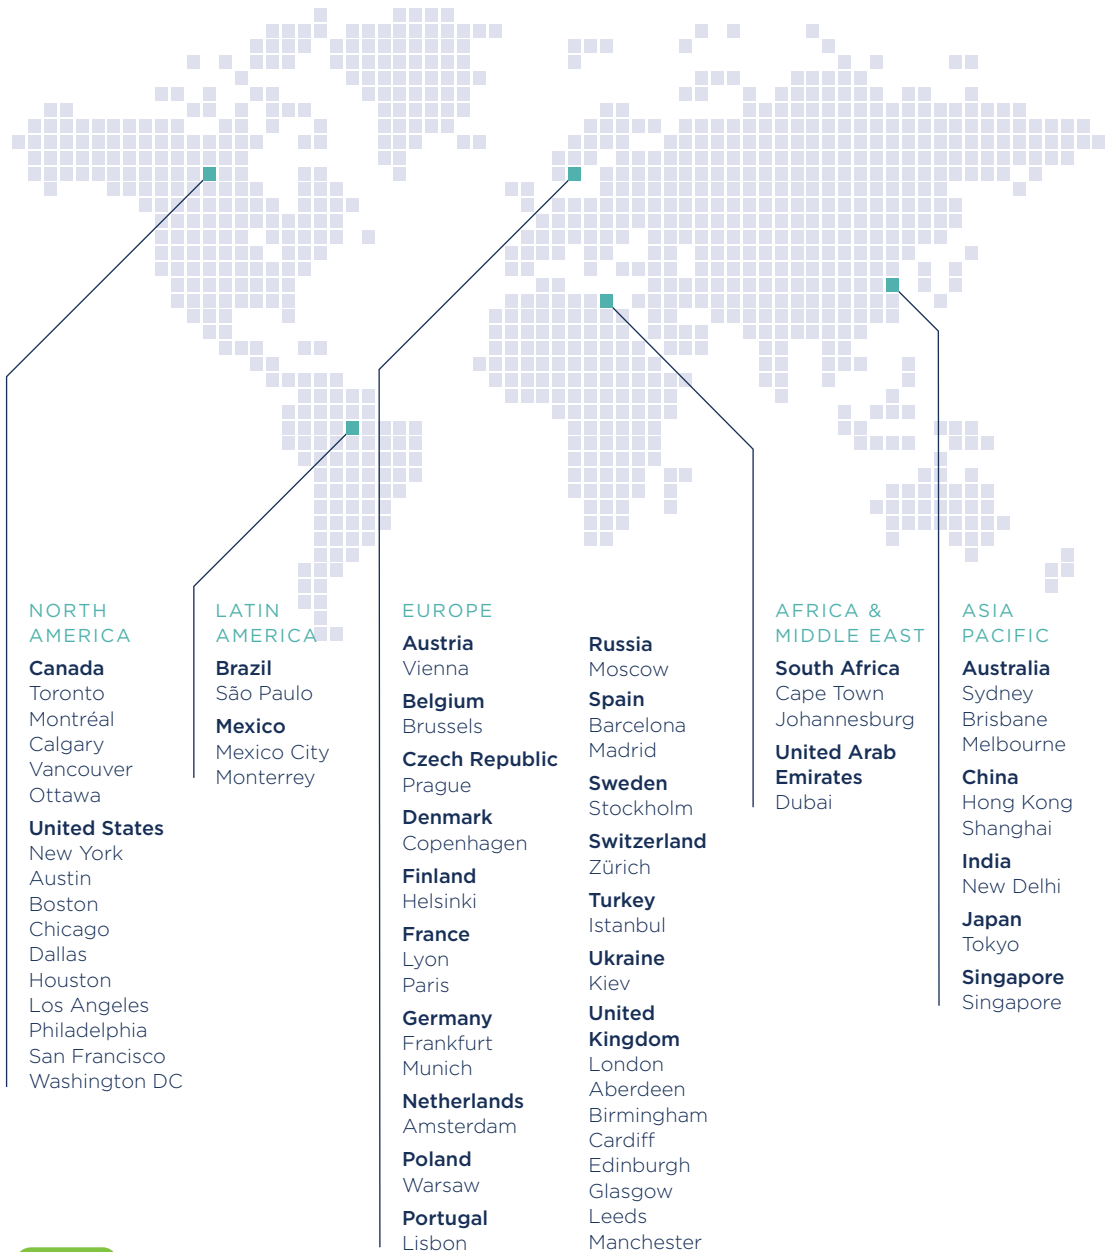 NORTH
AMERICA
Canada
Toronto
Montréal
Calgary
Vancouver
Ottawa
United States
New York
Austin
Boston
Chicago
Dallas
Houston
Los Angeles
Philadelphia
San Francisco
Washington DC
LATIN
AMERICA
Brazil
São Paulo
Mexico
Mexico City
Monterrey
EUROPE
Austria
Vienna
Belgium
Brussels
Czech Republic
Prague
Denmark
Copenhagen
Finland
Helsinki
France
Lyon
Paris
Germany
Frankfurt
Munich
Netherlands
Amsterdam
Poland
Warsaw
Portugal
Lisbon
Russia
Moscow
Spain
Barcelona
Madrid
Sweden
Stockholm
Switzerland
Zürich
Turkey
Istanbul
Ukraine
Kiev
United
Kingdom
London
Aberdeen
Birmingham
Cardiff
Edinburgh
Glasgow
Leeds
Manchester
AFRICA &
MIDDLE EAST
South Africa
Cape Town
Johannesburg
United Arab
Emirates
Dubai
ASIA
PACIFIC
Australia
Sydney
Brisbane
Melbourne
China
Hong Kong
Shanghai
India
New Delhi
Japan
Tokyo
Singapore
Singapore